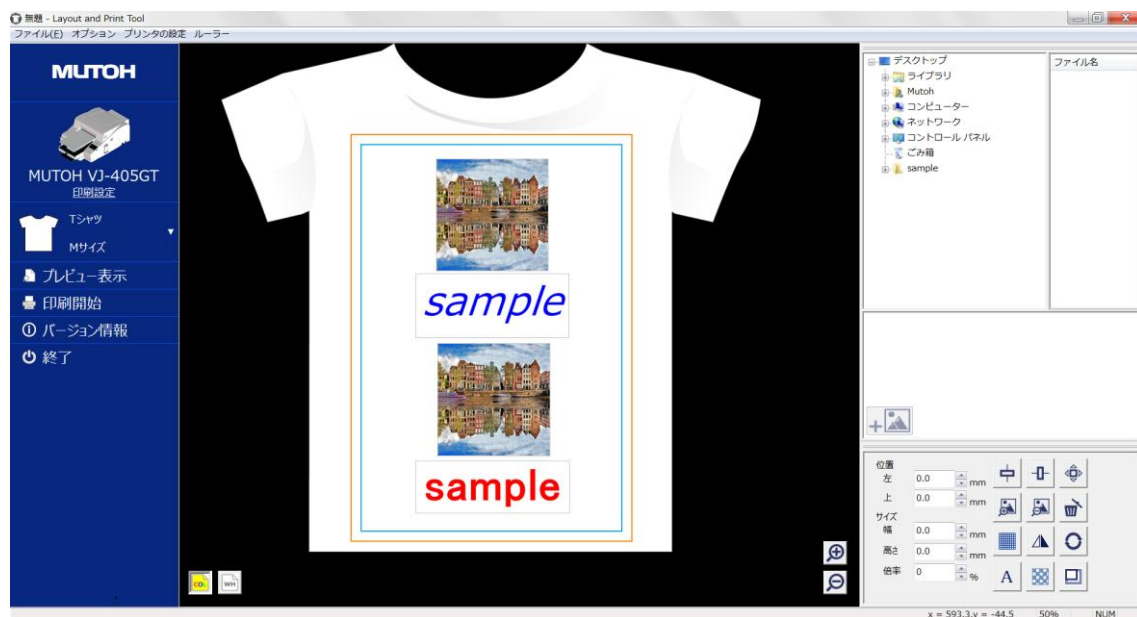 無題 - Layout and Print Tool
ファイル(F) オプション プリンタの設定 ルーラー
MUTOH
MUTOH VJ-405GT
印刷設定
Tシャツ
Mサイズ
プレビュー表示
印刷開始
バージョン情報
終了
sample
sample
COL
WH
デスクトップ
ライブラリ
Mutoh
コンピューター
ネットワーク
コントロール パネル
ごみ箱
sample
ファイル名
位置
左 0.0 mm
上 0.0 mm
サイズ
幅 0.0 mm
高さ 0.0 mm
倍率 0 %
A
x = 593.3,y = -44.5 50% NUM